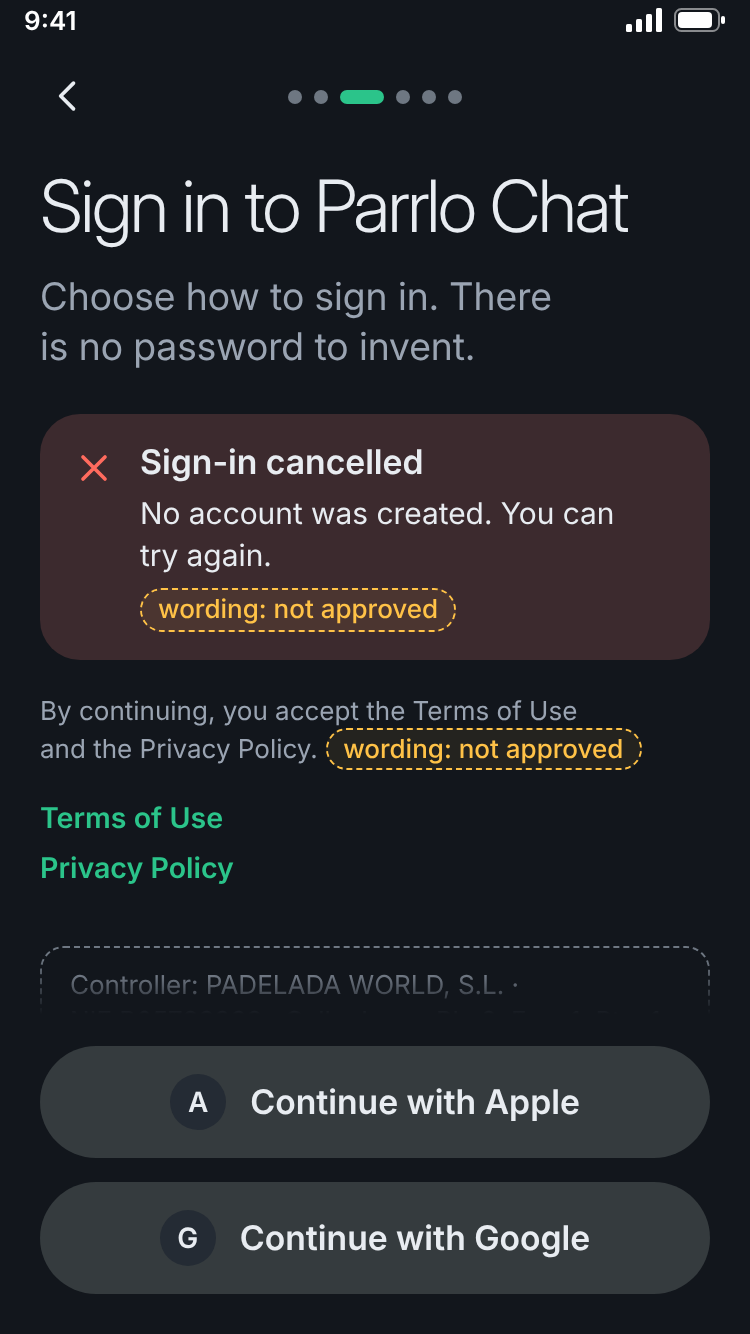 9:41
Sign in to Parrlo Chat
Choose how to sign in. There
is no password to invent.
Sign-in cancelled
No account was created. You can
try again.
wording: not approved
By continuing, you accept the Terms of Use
and the Privacy Policy. wording: not approved
Terms of Use
Privacy Policy
Controller: PADELADA WORLD, S.L. ·
A Continue with Apple
G Continue with Google